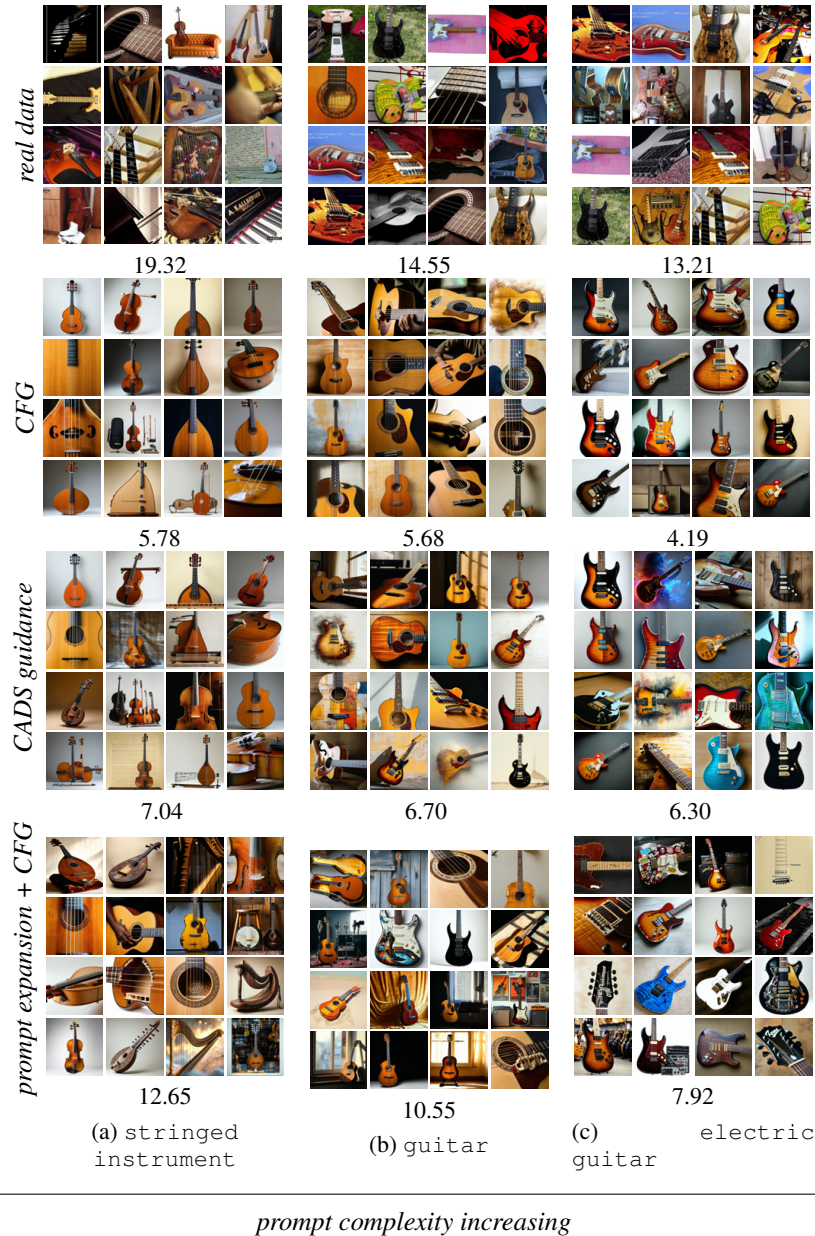 real data
19.32
14.55
13.21
CFG
5.78
5.68
4.19
CADS guidance
7.04
6.70
6.30
prompt expansion + CFG
12.65
10.55
7.92
(a) stringed
instrument
(b) guitar
(c) electric
guitar
prompt complexity increasing